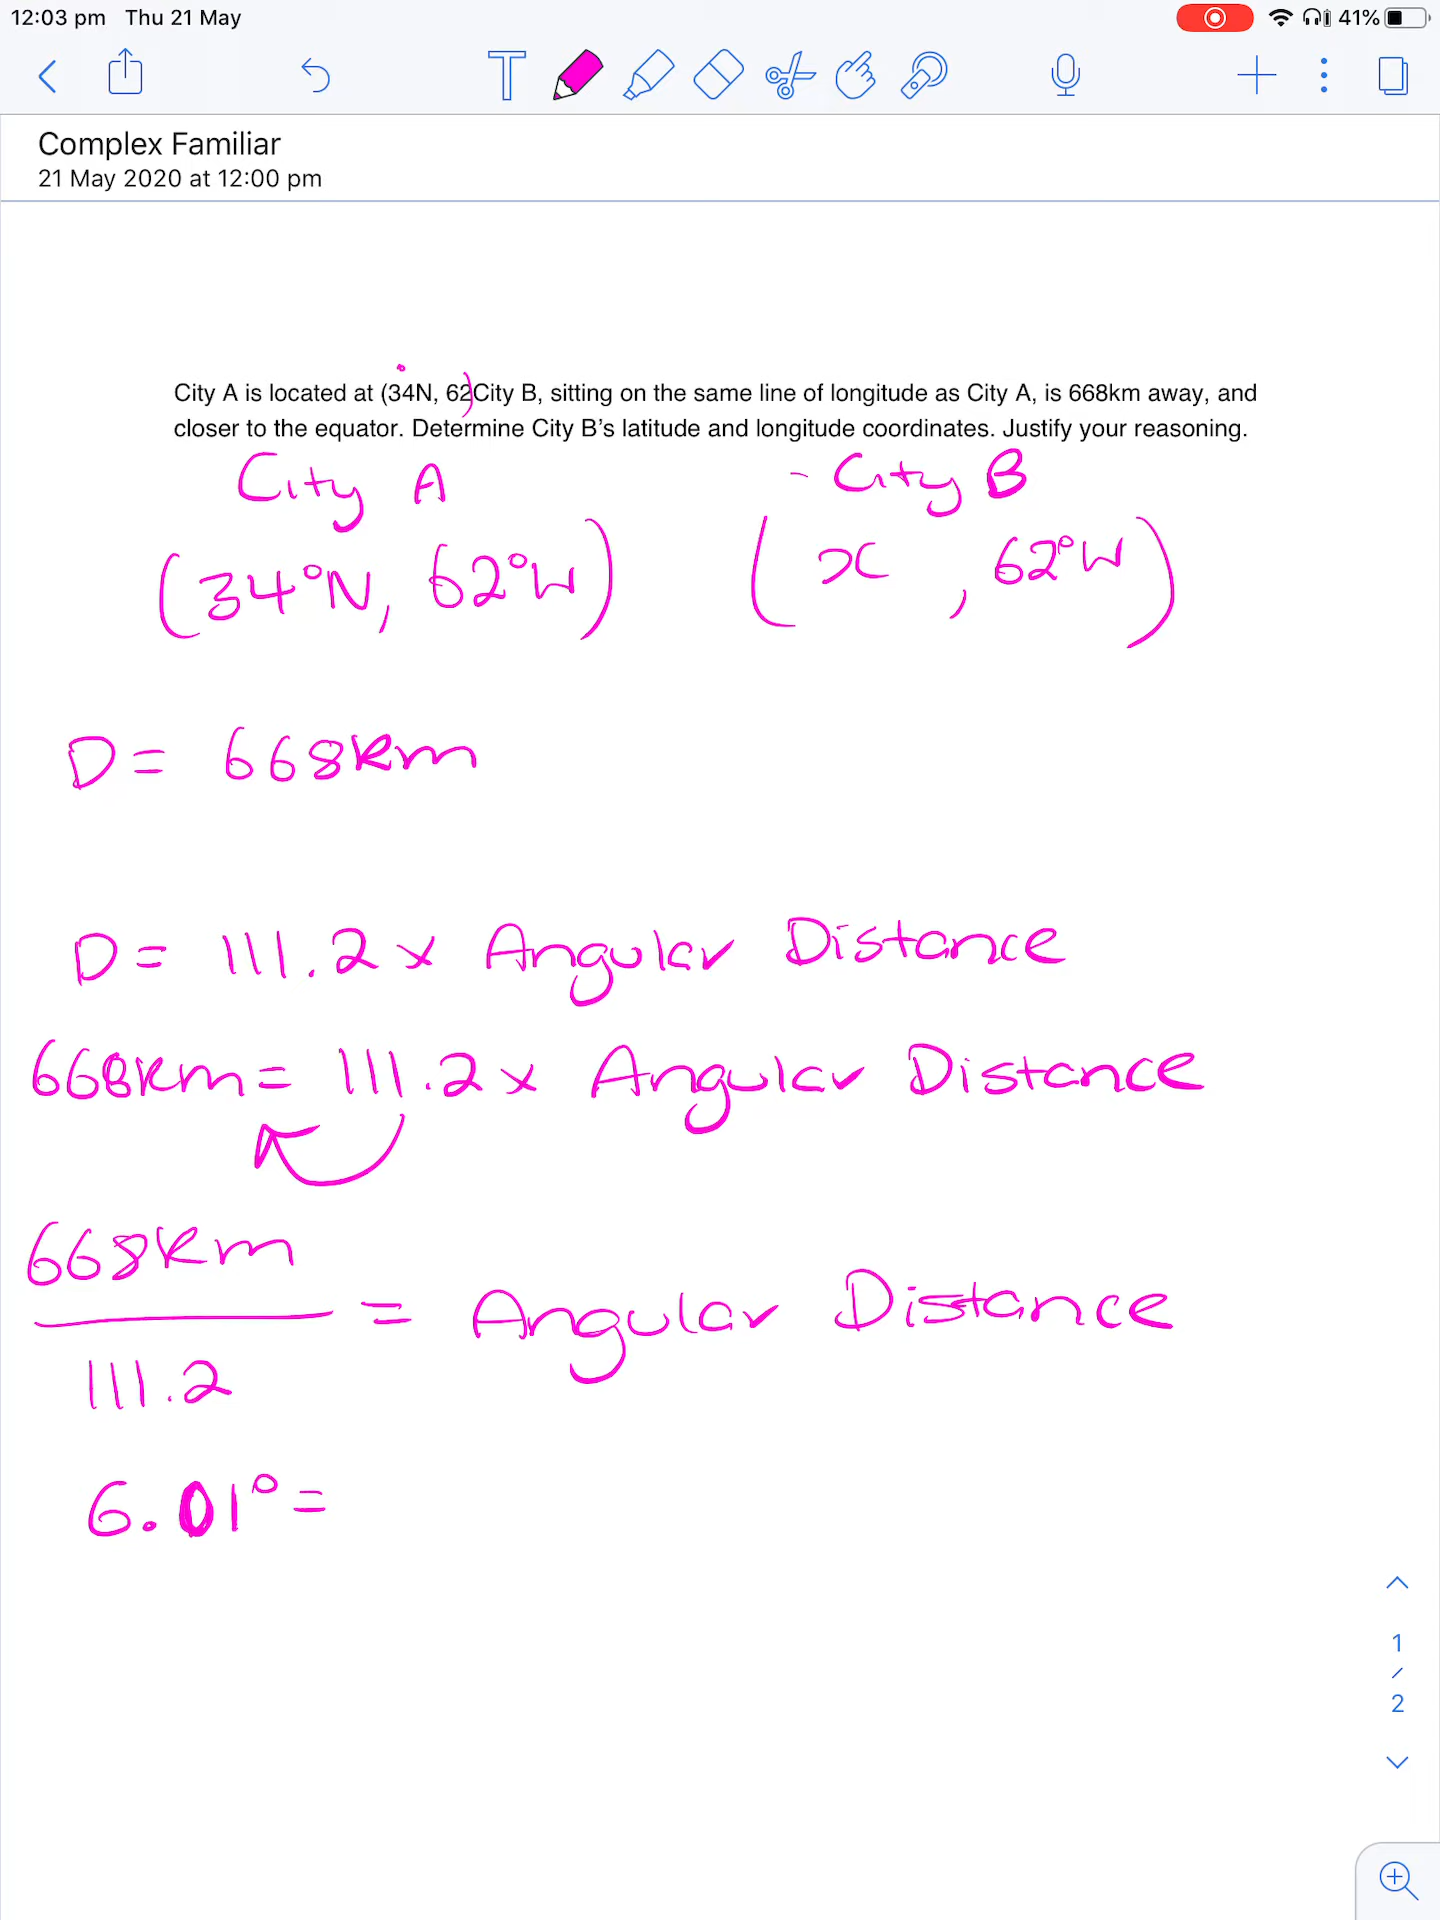 12:03 pm Thu 21 May 41%
T
Complex Familiar
21 May 2020 at 12:00 pm
City A is located at (34°N, 62)City B, sitting on the same line of longitude as City A, is 668km away, and
closer to the equator. Determine City B's latitude and longitude coordinates. Justify your reasoning.
City A - City B
(34°N, 62°W) (x , 62°W)
D = 668km
D = 111.2 x Angular Distance
668km = 111.2 x Angular Distance
668km
= Angular Distance
111.2
6.01° =
1
/
2